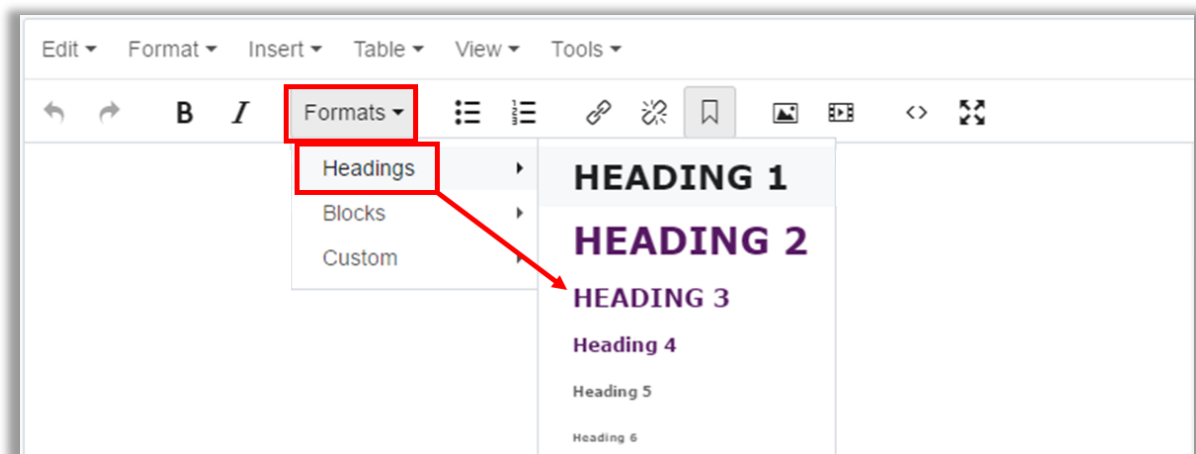 Edit Format Insert Table View Tools
B I Formats
Headings
Blocks
Custom
HEADING 1
HEADING 2
HEADING 3
Heading 4
Heading 5
Heading 6